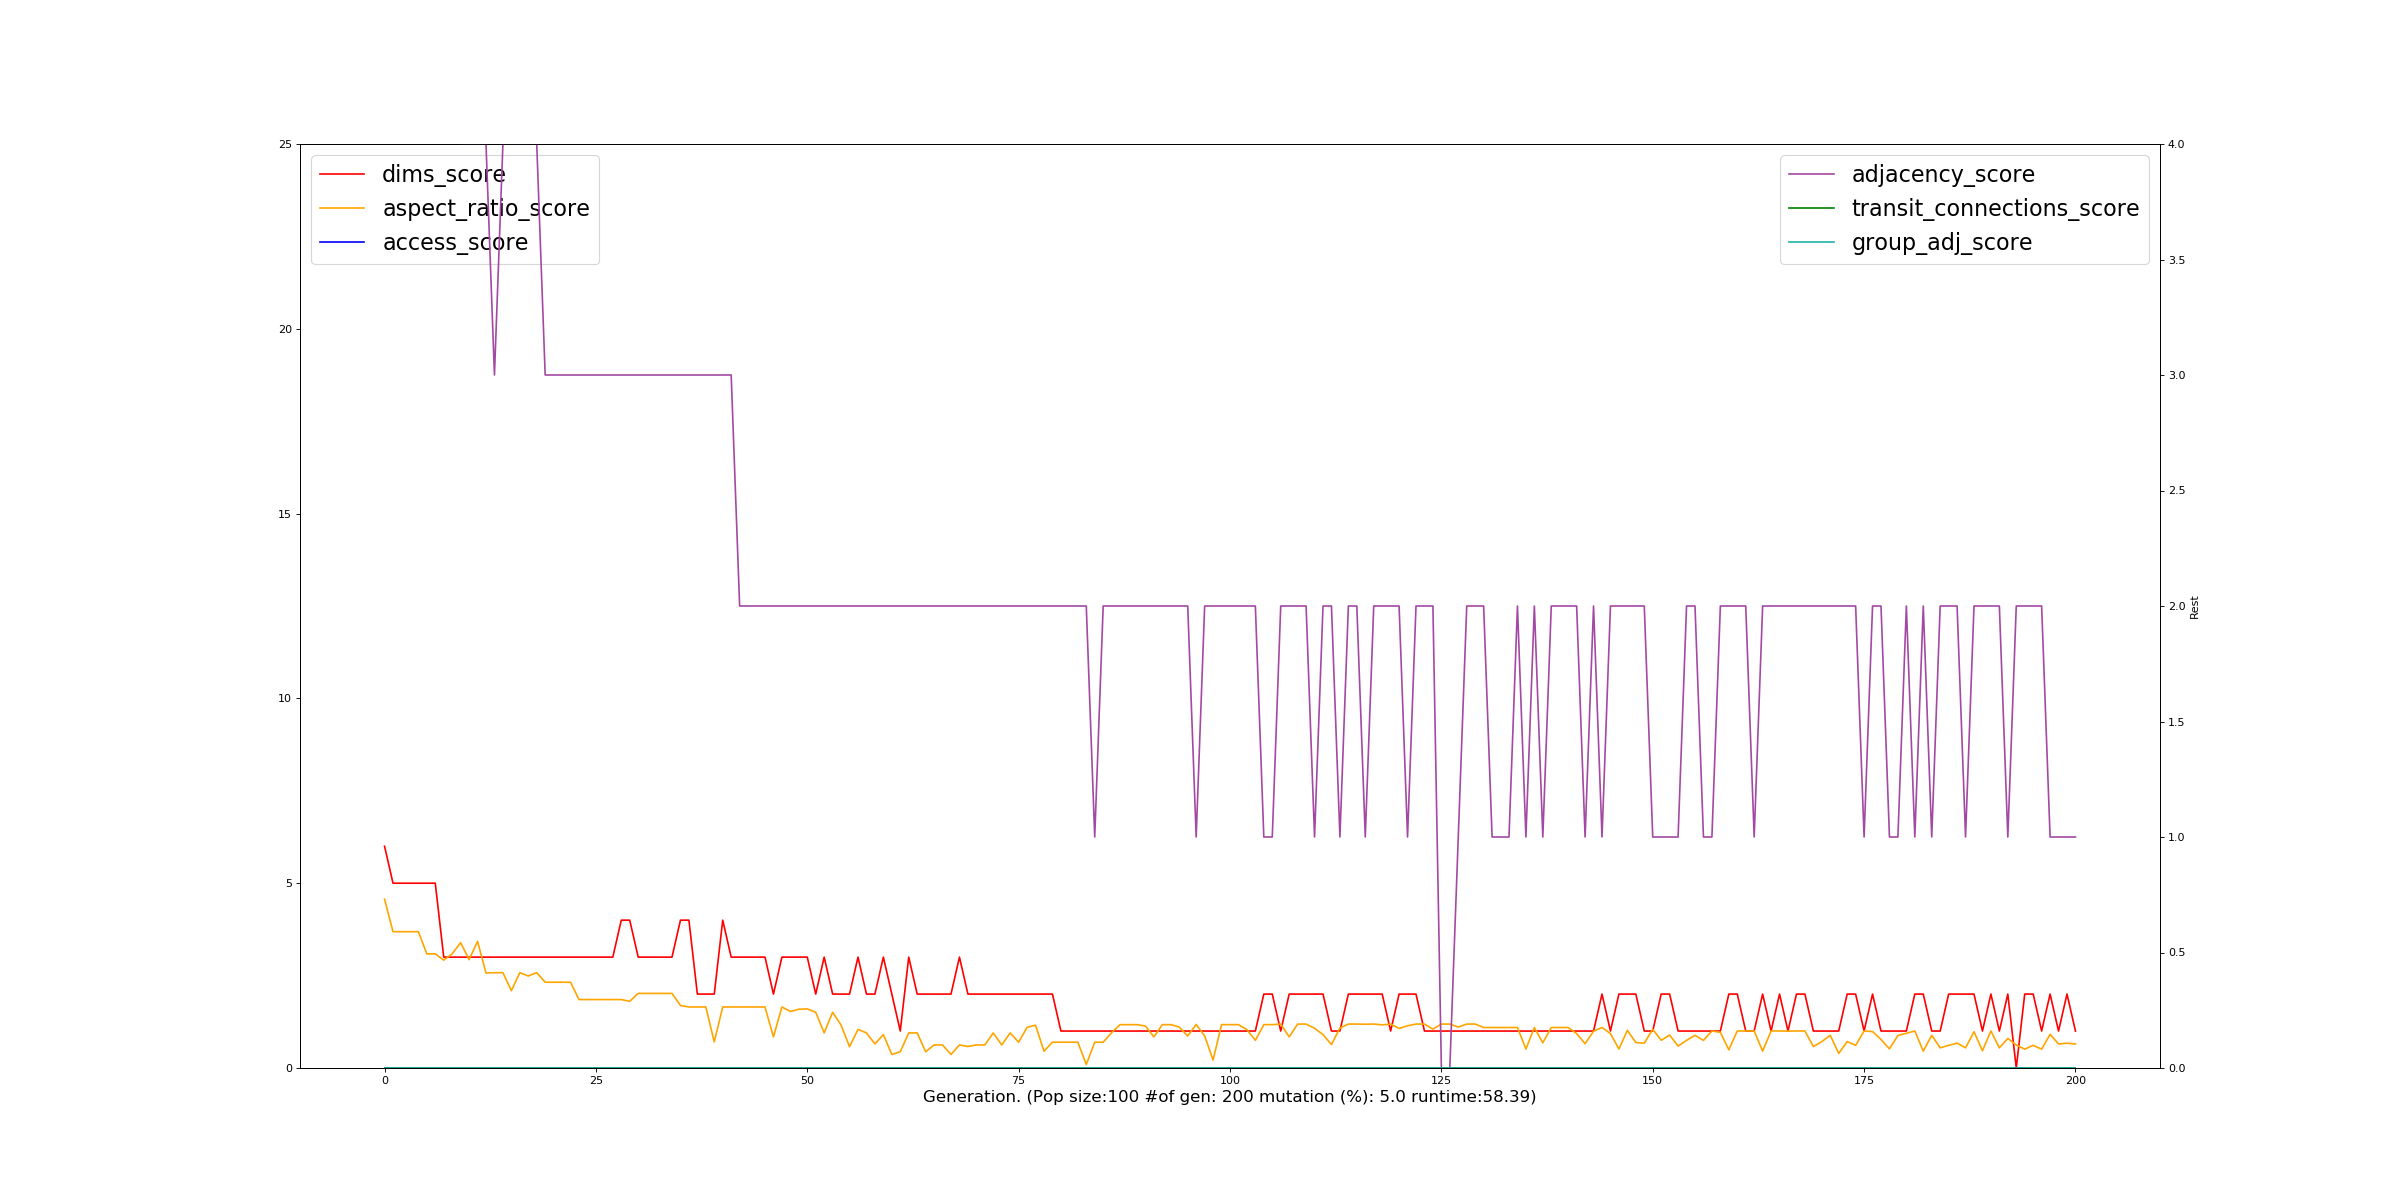 25
20
15
10
5
0
dims_score
aspect_ratio_score
access_score
adjacency_score
transit_connections_score
group_adj_score
4.0
3.5
3.0
2.5
2.0
1.5
1.0
0.5
0.0
Rest
0 25 50 75 100 125 150 175 200
Generation. (Pop size:100 #of gen: 200 mutation (%): 5.0 runtime:58.39)